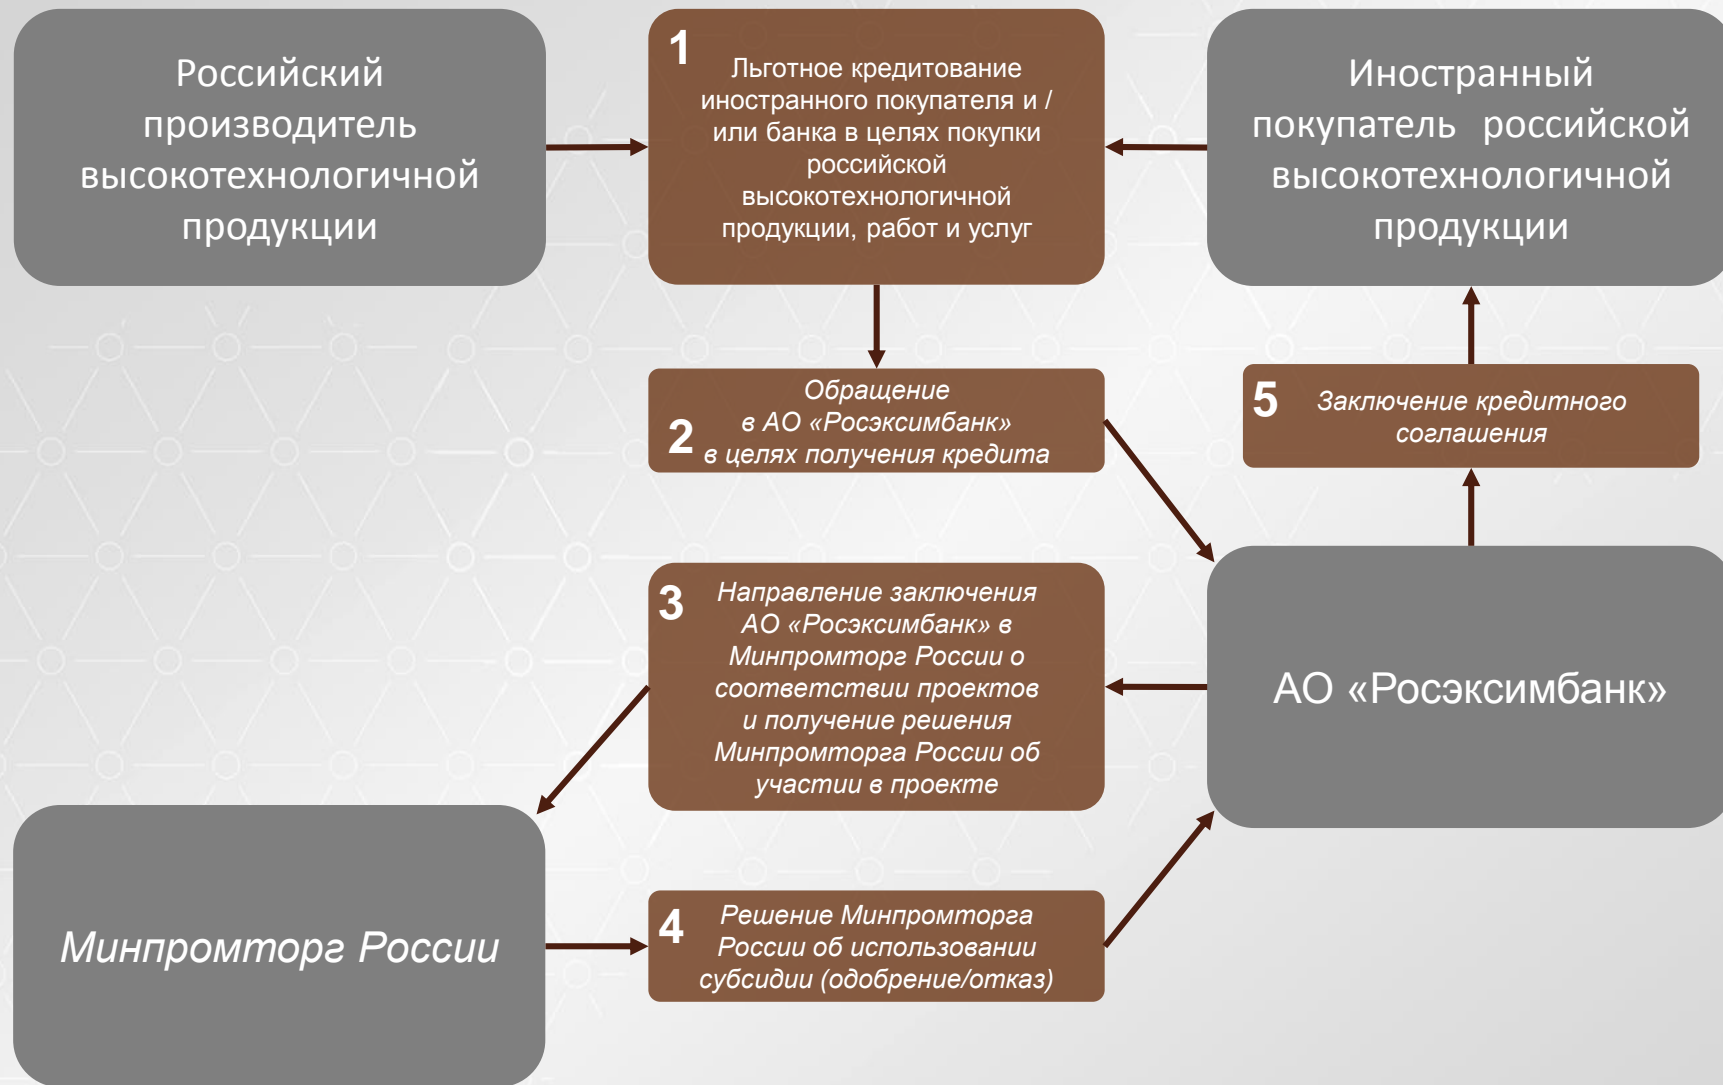 Российский
производитель
высокотехнологичной
продукции
1
Льготное кредитование
иностранного покупателя и /
или банка в целях покупки
российской
высокотехнологичной
продукции, работ и услуг
Иностранный
покупатель российской
высокотехнологичной
продукции
2
Обращение
в АО «Росэксимбанк»
в целях получения кредита
5
Заключение кредитного
соглашения
3
Направление заключения
АО «Росэксимбанк» в
Минпромторг России о
соответствии проектов
и получение решения
Минпромторга России об
участии в проекте
АО «Росэксимбанк»
Минпромторг России
4
Решение Минпромторга
России об использовании
субсидии (одобрение/отказ)